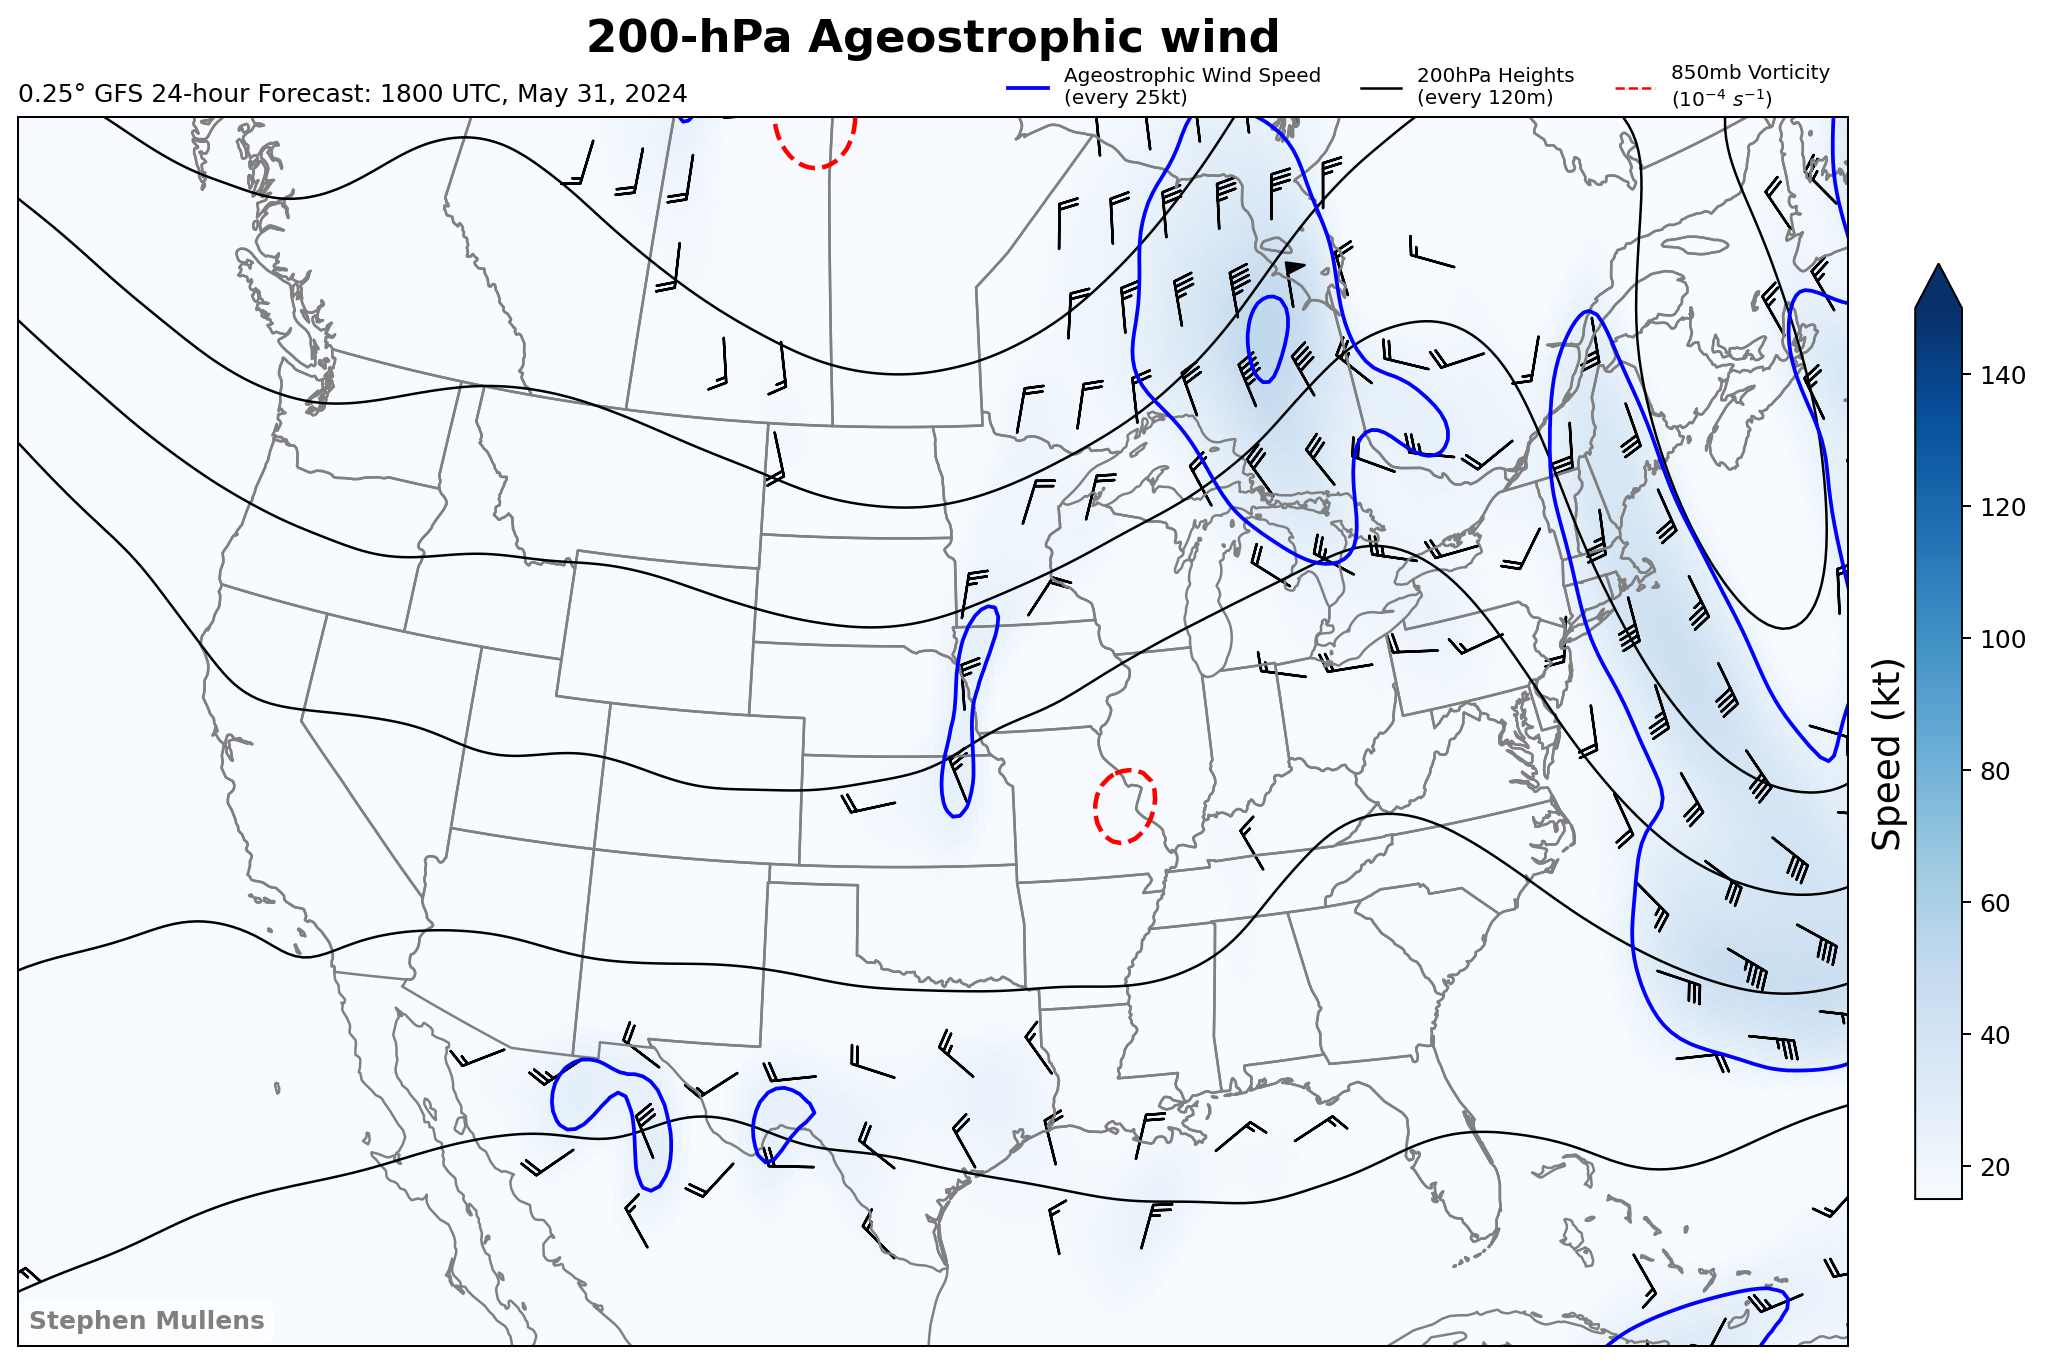 200-hPa Ageostrophic wind
0.25° GFS 24-hour Forecast: 1800 UTC, May 31, 2024
Ageostrophic Wind Speed
(every 25kt)
200hPa Heights
(every 120m)
850mb Vorticity
(10⁻⁴ s⁻¹)
140
120
100
80
60
40
20
Speed (kt)
Stephen Mullens